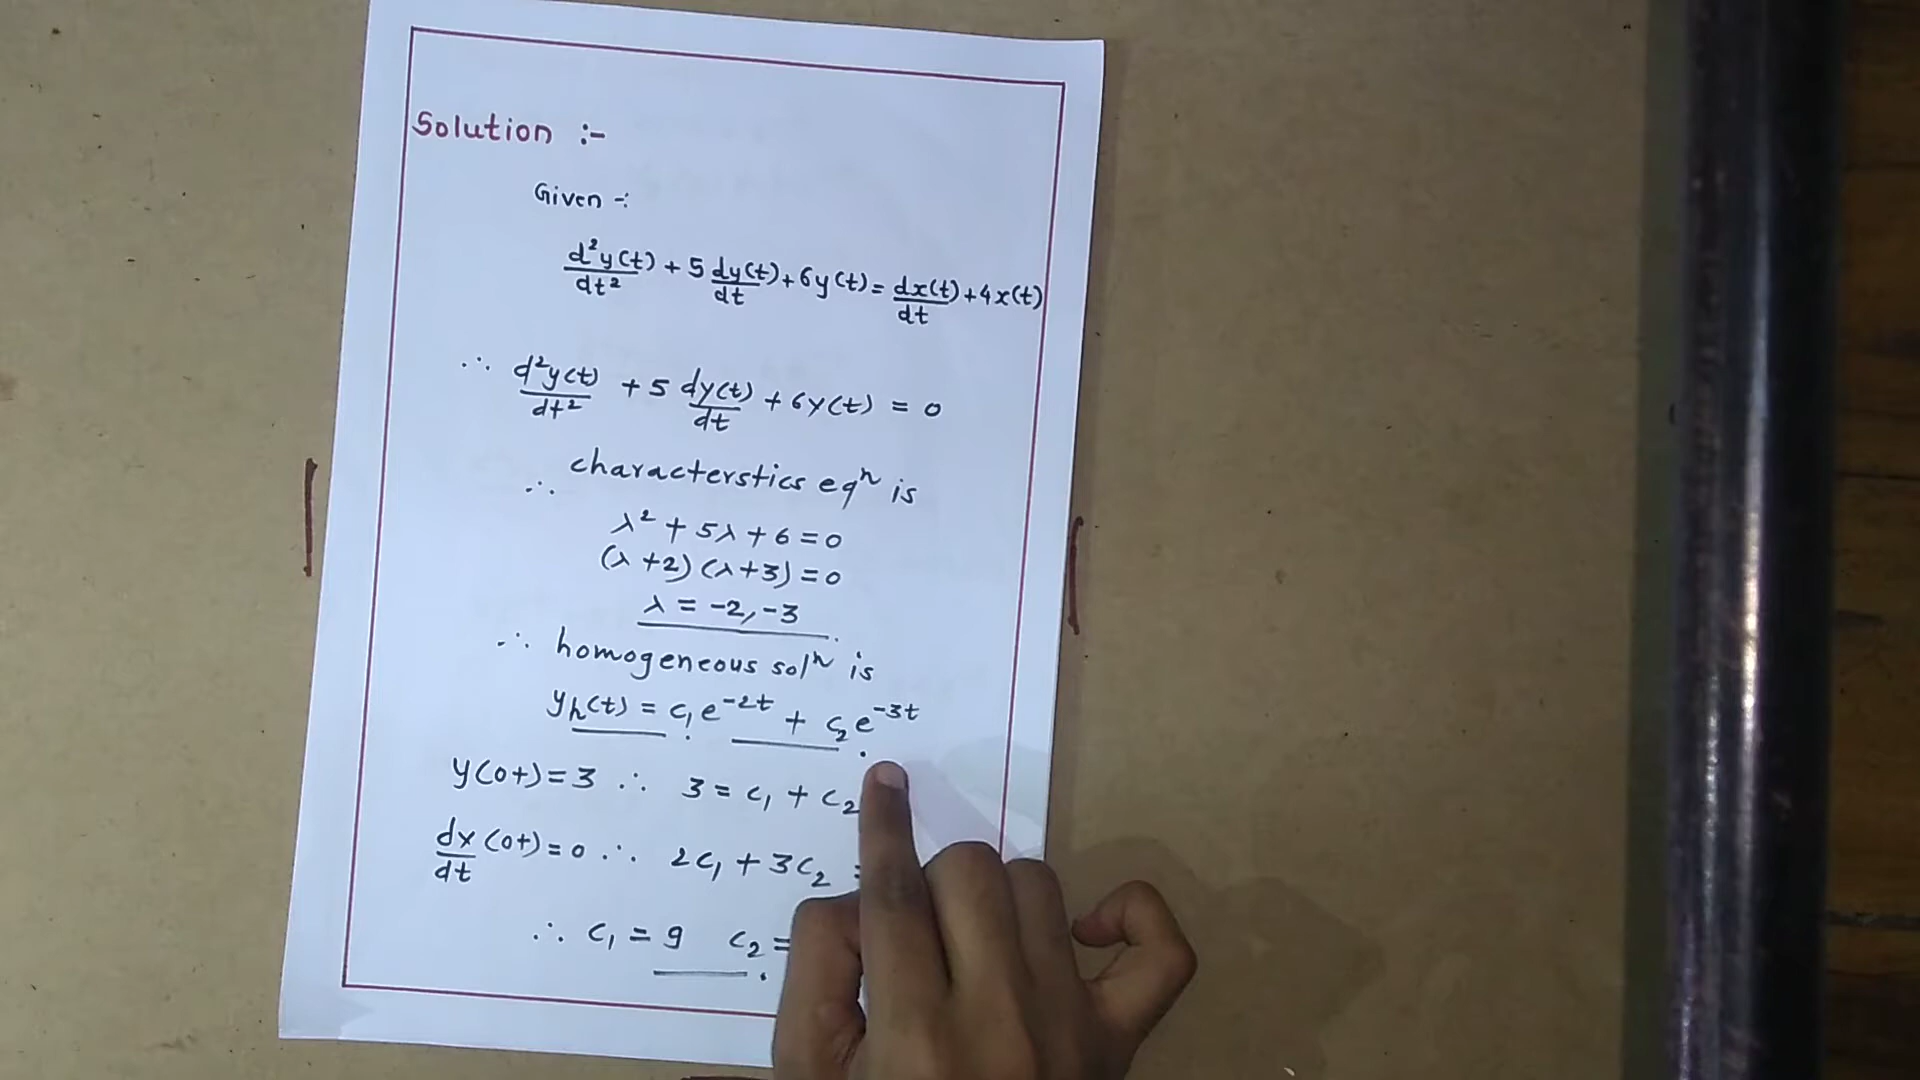 Solution :-
Given -:
d²y(t)/dt² + 5 dy(t)/dt + 6y(t) = dx(t)/dt + 4x(t)
∴ d²y(t)/dt² + 5 dy(t)/dt + 6y(t) = 0
∴ characterstics eqⁿ is
λ² + 5λ + 6 = 0
(λ + 2) (λ + 3) = 0
λ = -2, -3
∴ homogeneous solⁿ is
yₕ(t) = c₁e⁻²ᵗ + c₂e⁻³ᵗ
y(0+) = 3 ∴ 3 = c₁ + c₂
dx/dt (0+) = 0 ∴ 2c₁ + 3c₂ =
∴ c₁ = 9 c₂ =